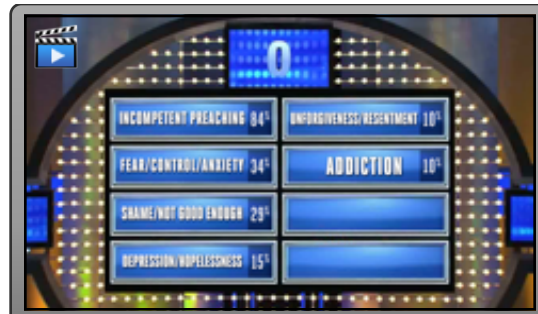 0
INCOMPETENT PREACHING 84%
FEAR/CONTROL/ANXIETY 34%
SHAME/NOT GOOD ENOUGH 29%
DEPRESSION/HOPELESSNESS 15%
UNFORGIVENESS/RESENTMENT 10%
ADDICTION 10%